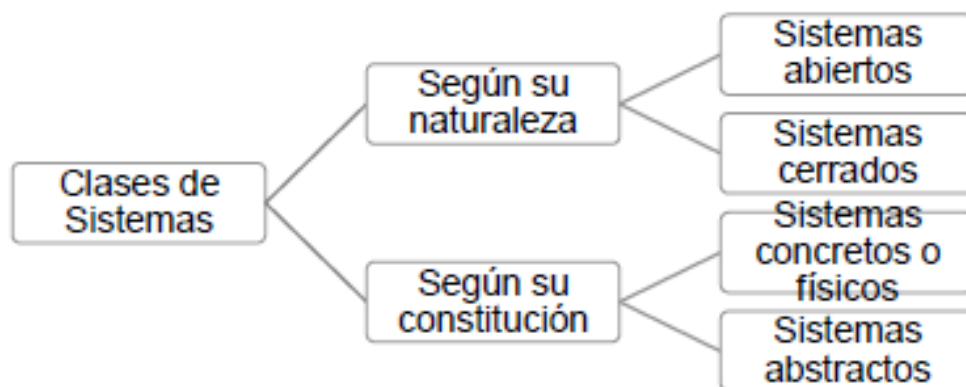 Clases de
Sistemas
Según su
naturaleza
Sistemas
abiertos
Sistemas
cerrados
Según su
constitución
Sistemas
concretos o
físicos
Sistemas
abstractos